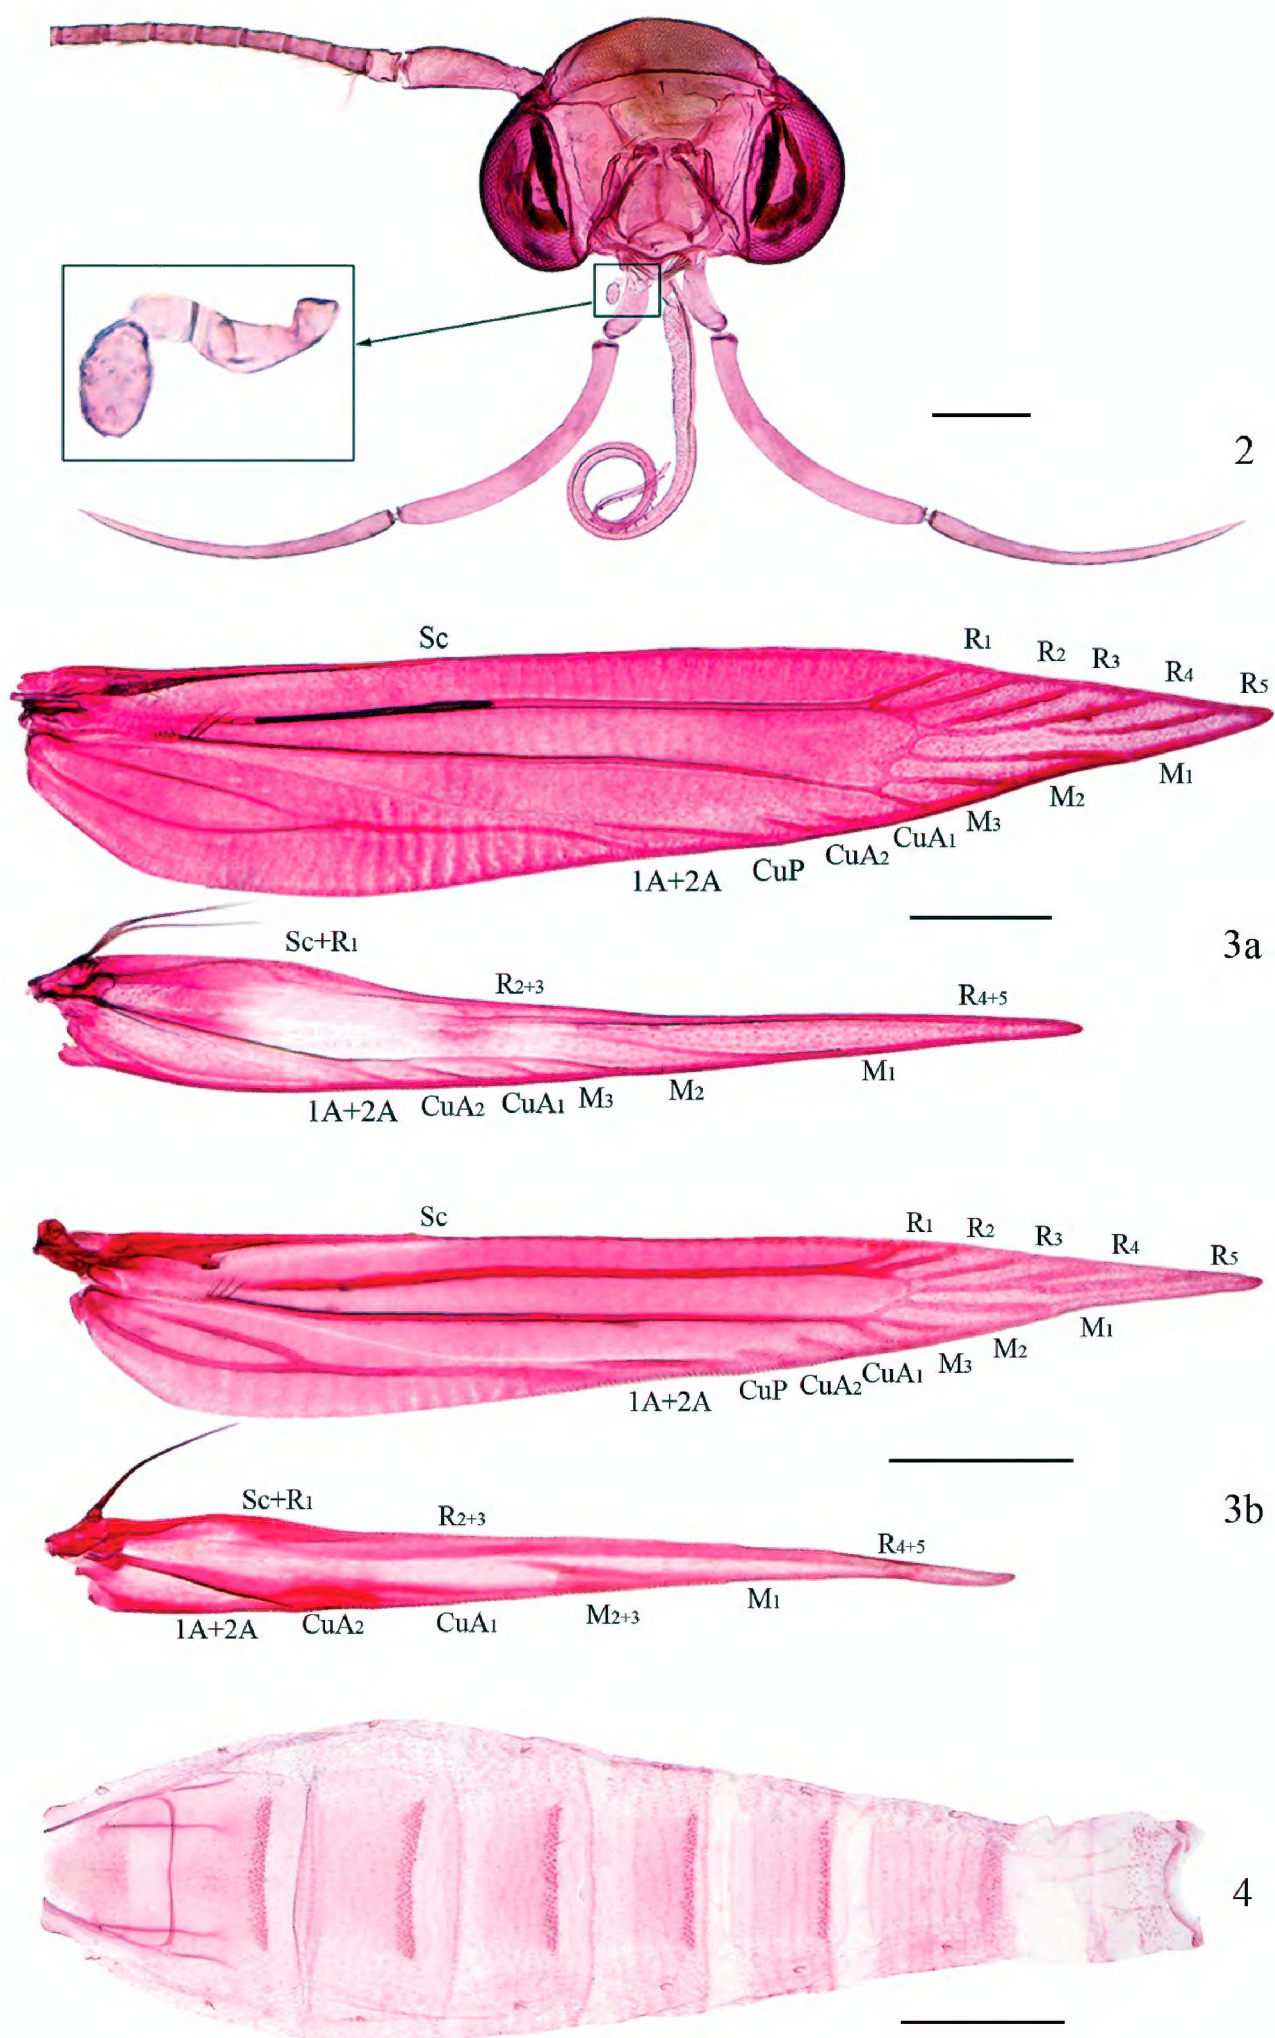 2
Sc R1 R2 R3 R4 R5
1A+2A CuP CuA2 CuA1 M3 M2 M1
3a
Sc+R1 R2+3 R4+5
1A+2A CuA2 CuA1 M3 M2 M1
Sc R1 R2 R3 R4 R5
1A+2A CuP CuA2 CuA1 M3 M2 M1
3b
Sc+R1 R2+3 R4+5
1A+2A CuA2 CuA1 M2+3 M1
4